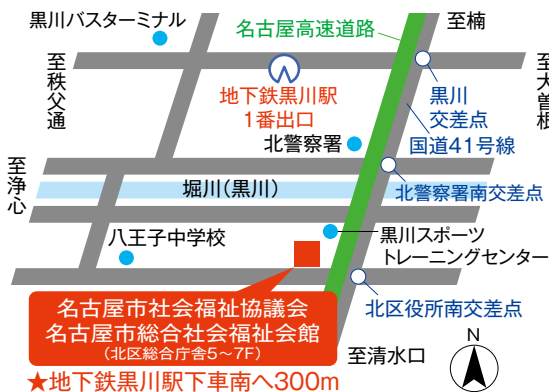 黒川バスターミナル
名古屋高速道路
至楠
至秩父通
地下鉄黒川駅
1番出口
黒川
交差点
至大曽根
北警察署
国道41号線
至浄心
堀川(黒川)
北警察署南交差点
八王子中学校
黒川スポーツ
トレーニングセンター
名古屋市社会福祉協議会
名古屋市総合社会福祉会館
(北区総合庁舎5~7F)
北区役所南交差点
至清水口
N
★地下鉄黒川駅下車南へ300m